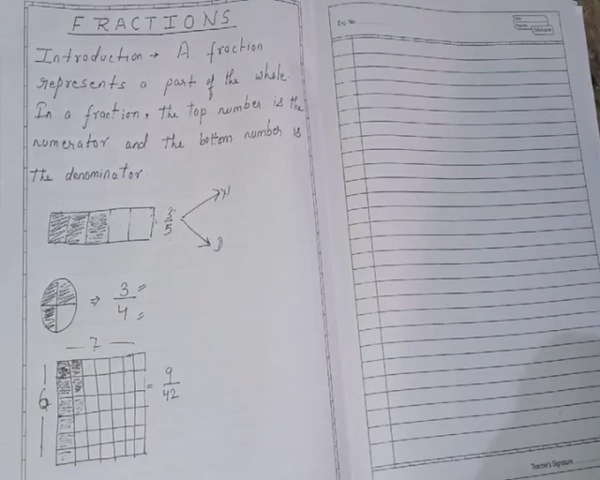 FRACTIONS
Introduction → A fraction
represents a part of the whole.
In a fraction, the top number is the
numerator and the bottom number is
the denominator
= 3/5
N
D
⇒ 3/4 =
=
7
6
= 9/42
Teacher's Signature